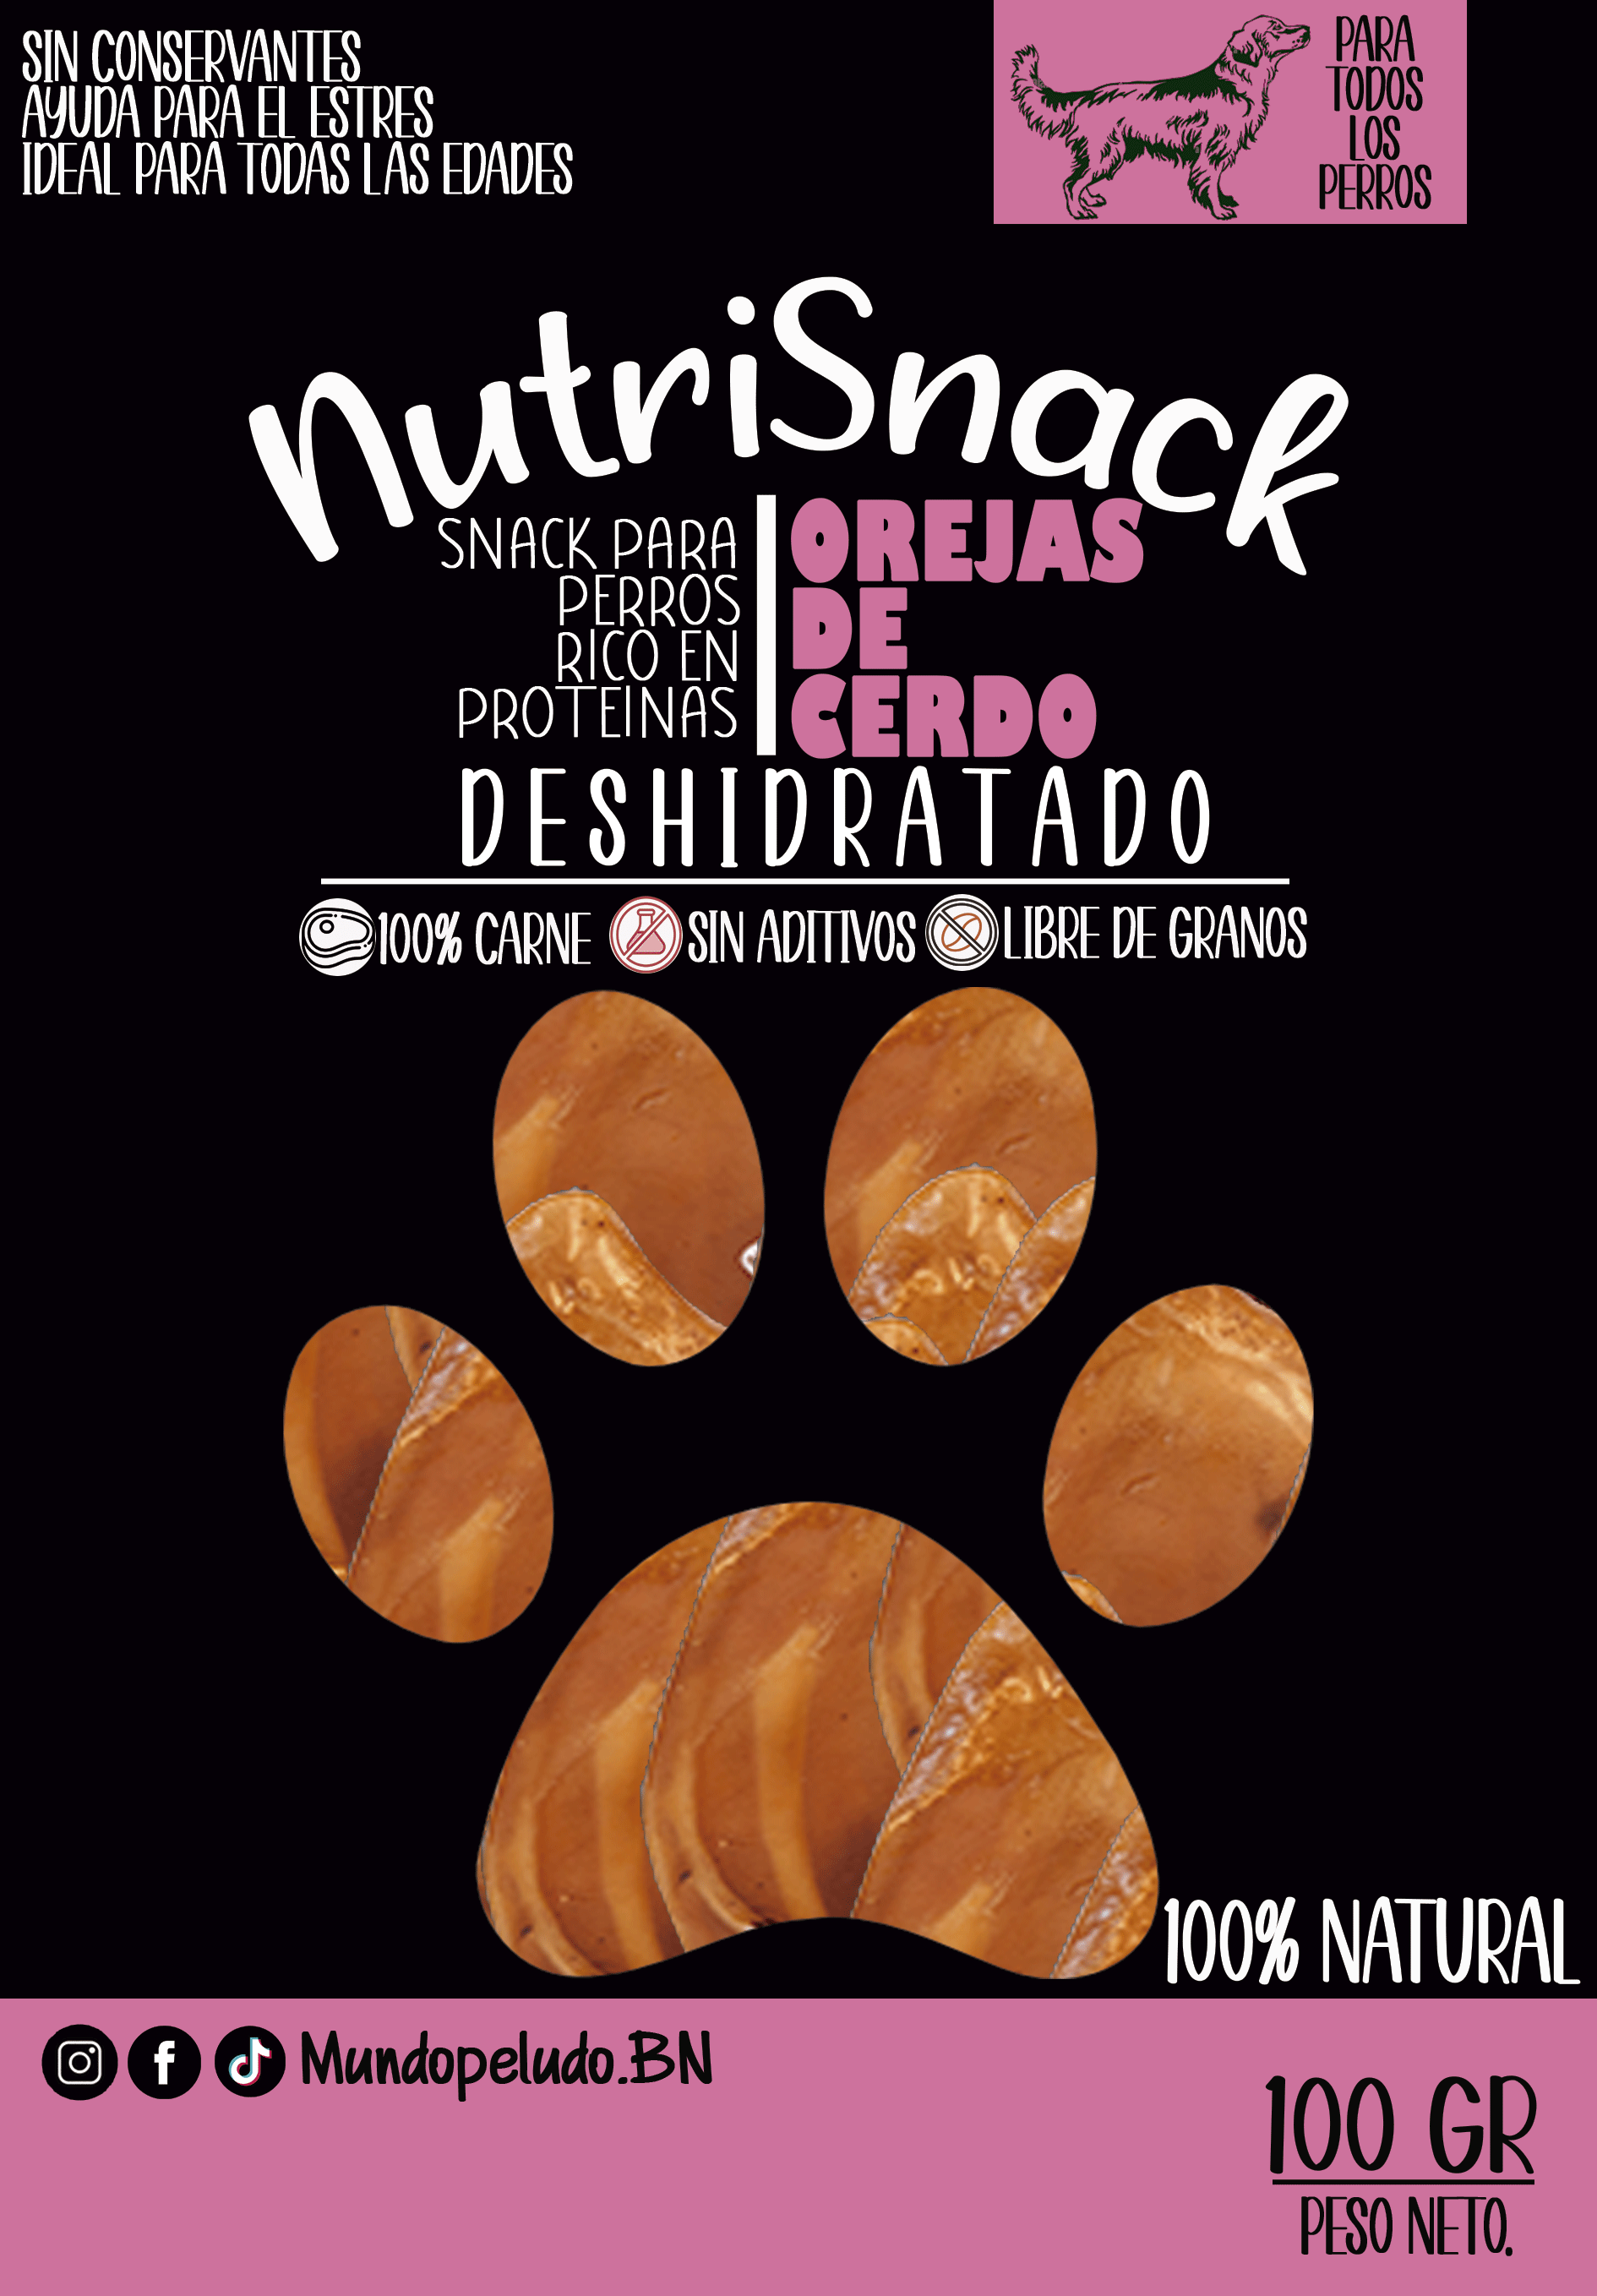 SIN CONSERVANTES
AYUDA PARA EL ESTRES
IDEAL PARA TODAS LAS EDADES
PARA
TODOS
LOS
PERROS
NutriSnack
SNACK PARA
PERROS
RICO EN
PROTEINAS
OREJAS
DE
CERDO
DESHIDRATADO
100% CARNE
SIN ADITIVOS
LIBRE DE GRANOS
100% NATURAL
Mundopeludo.BN
100 GR
PESO NETO.